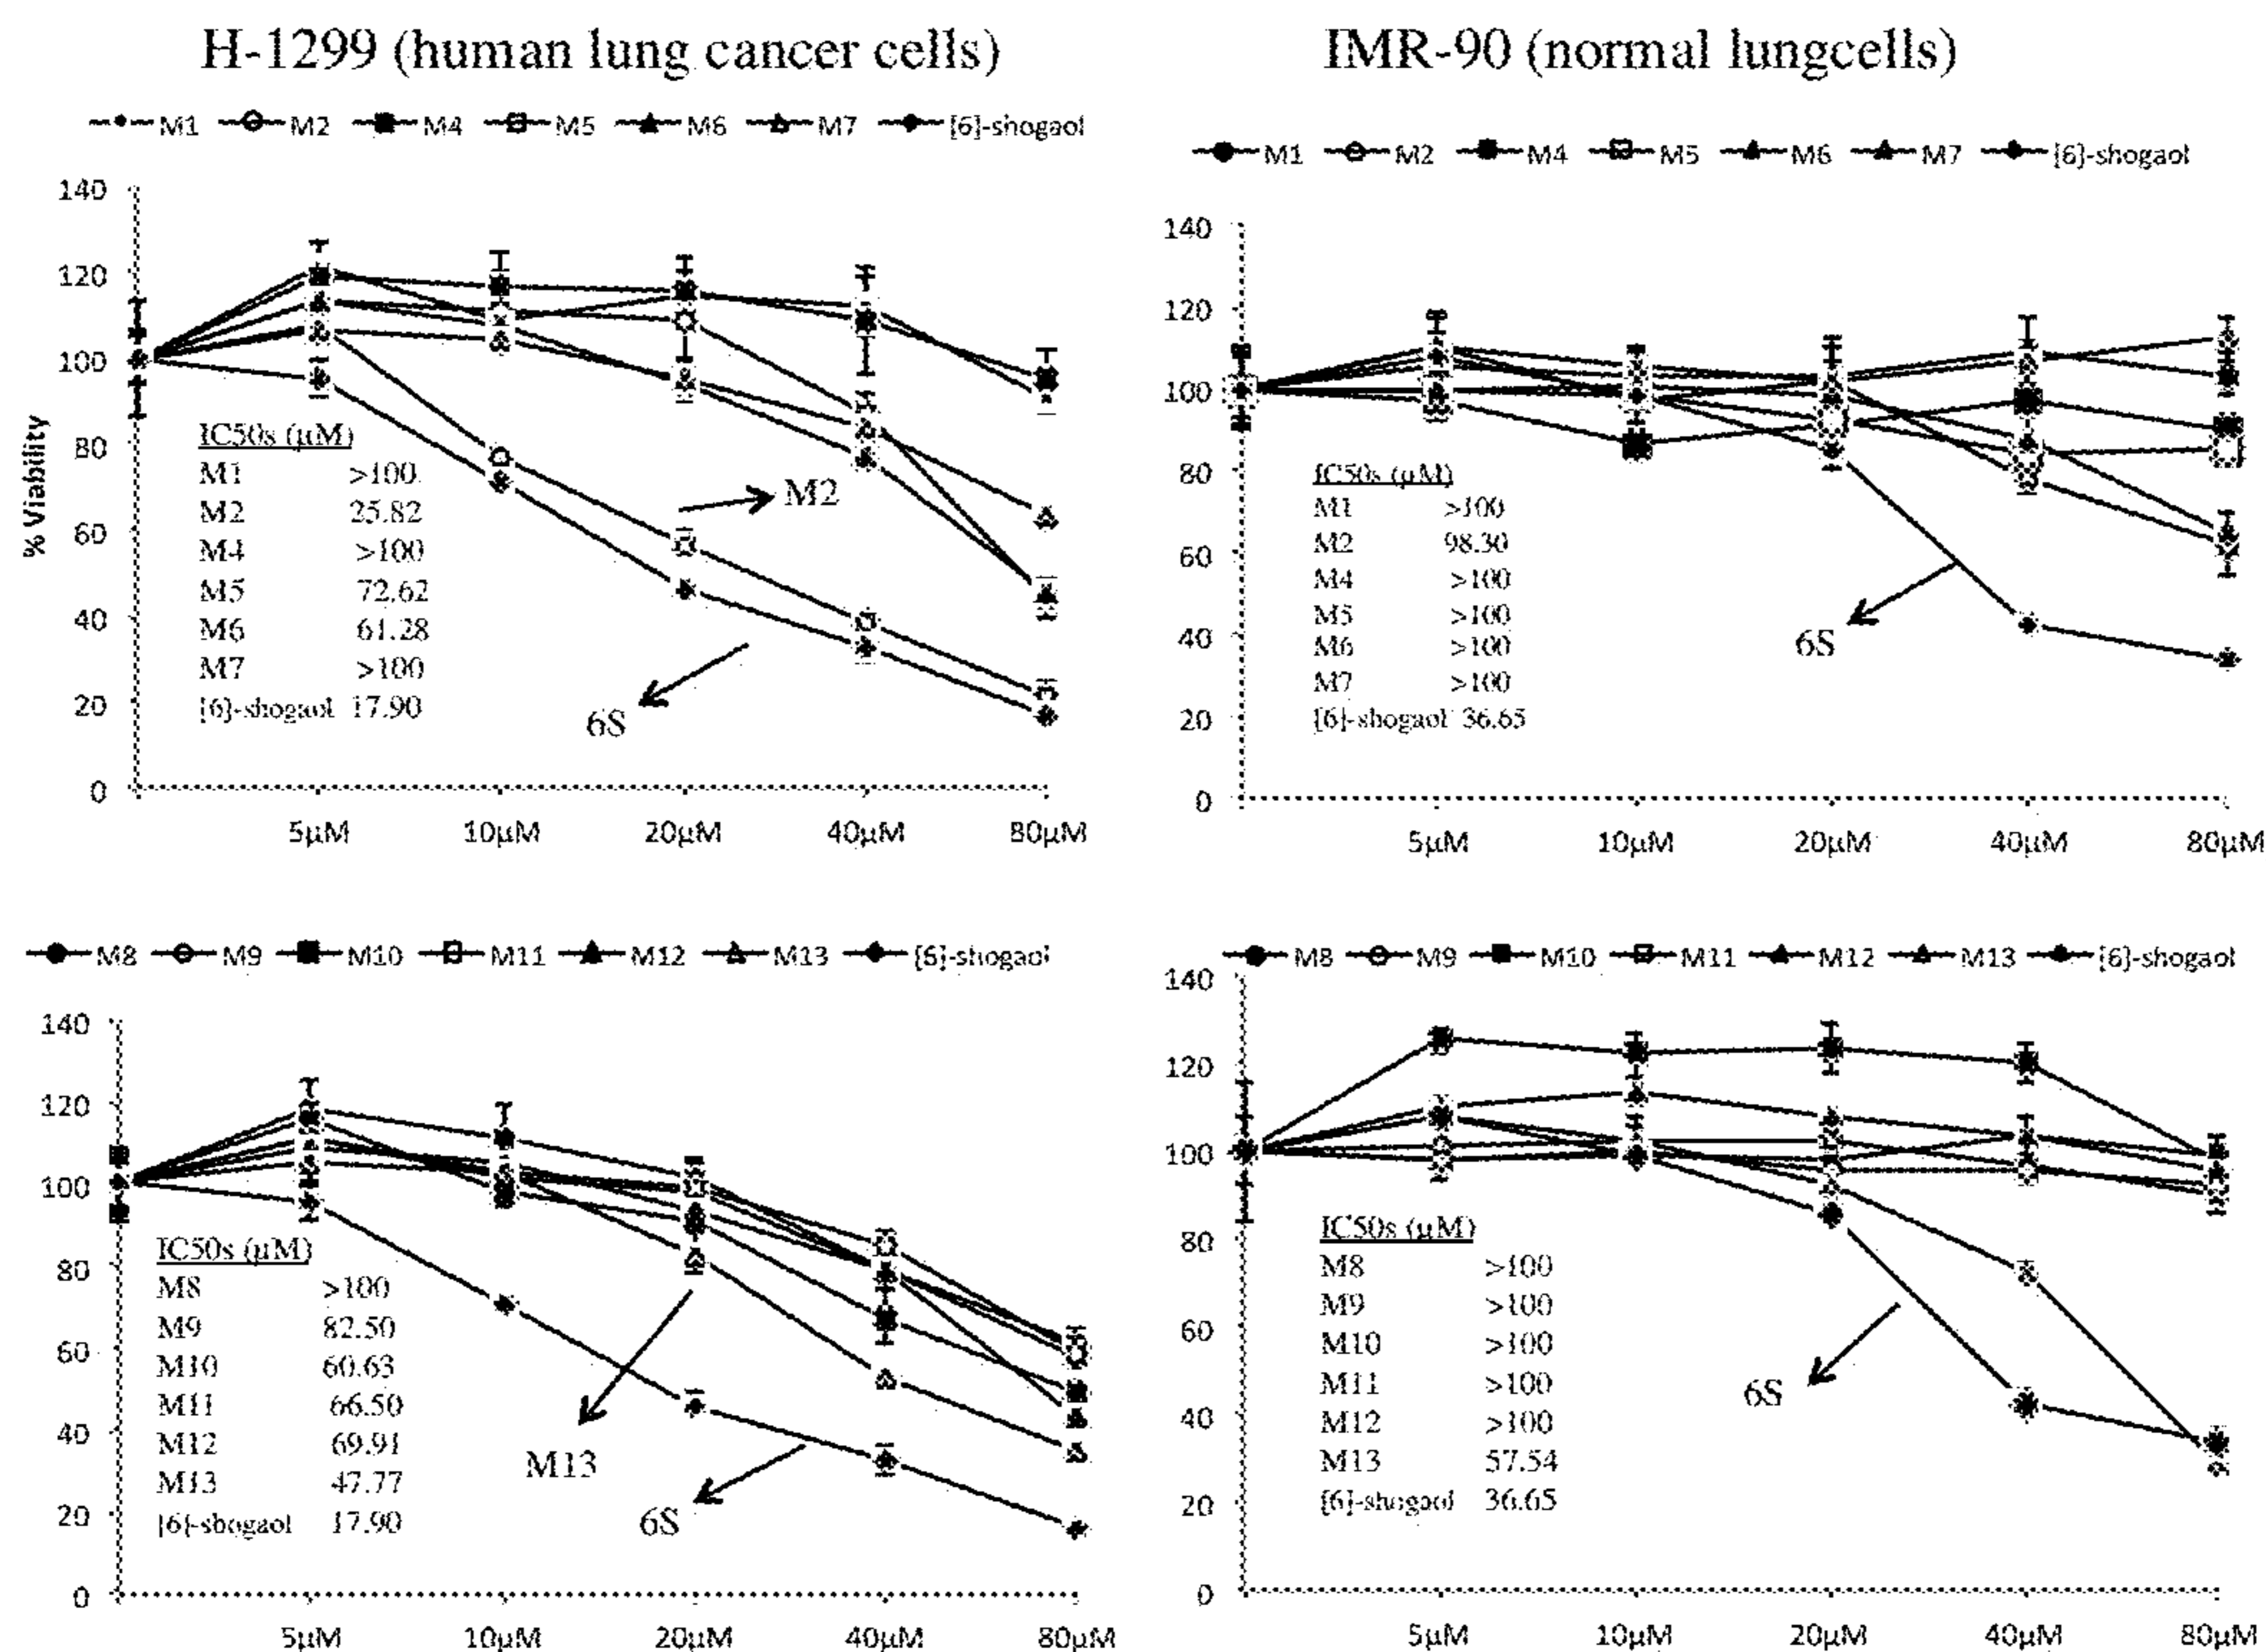 H-1299 (human lung cancer cells)
M1 M2 M4 M5 M6 M7 [6]-shogaol
140
120
100
80
60
40
20
0
% Viability
IC50s (μM)
M1 >100
M2 25.82
M4 >100
M5 72.62
M6 61.28
M7 >100
[6]-shogaol 17.90
M2
6S
5μM 10μM 20μM 40μM 80μM
IMR-90 (normal lungcells)
M1 M2 M4 M5 M6 M7 [6]-shogaol
140
120
100
80
60
40
20
0
IC50s (μM)
M1 >100
M2 98.30
M4 >100
M5 >100
M6 >100
M7 >100
[6]-shogaol 36.65
6S
5μM 10μM 20μM 40μM 80μM
M8 M9 M10 M11 M12 M13 [6]-shogaol
140
120
100
80
60
40
20
0
IC50s (μM)
M8 >100
M9 82.50
M10 60.63
M11 66.50
M12 69.91
M13 47.77
[6]-shogaol 17.90
M13
6S
5μM 10μM 20μM 40μM 80μM
M8 M9 M10 M11 M12 M13 [6]-shogaol
140
120
100
80
60
40
20
0
IC50s (μM)
M8 >100
M9 >100
M10 >100
M11 >100
M12 >100
M13 57.54
[6]-shogaol 36.65
6S
5μM 10μM 20μM 40μM 80μM